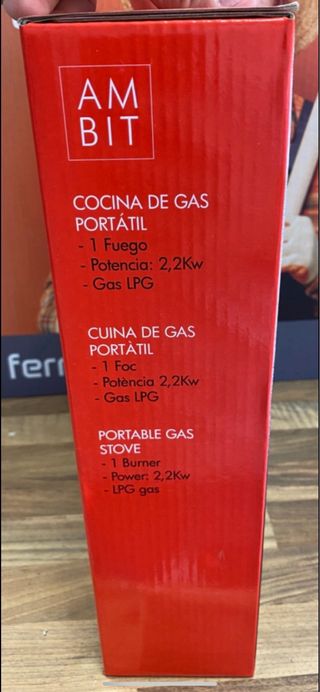 AM
BIT
COCINA DE GAS
PORTÁTIL
- 1 Fuego
- Potencia: 2,2Kw
- Gas LPG
CUINA DE GAS
PORTÀTIL
- 1 Foc
- Potència 2,2Kw
- Gas LPG
PORTABLE GAS
STOVE
- 1 Burner
- Power: 2,2Kw
- LPG gas